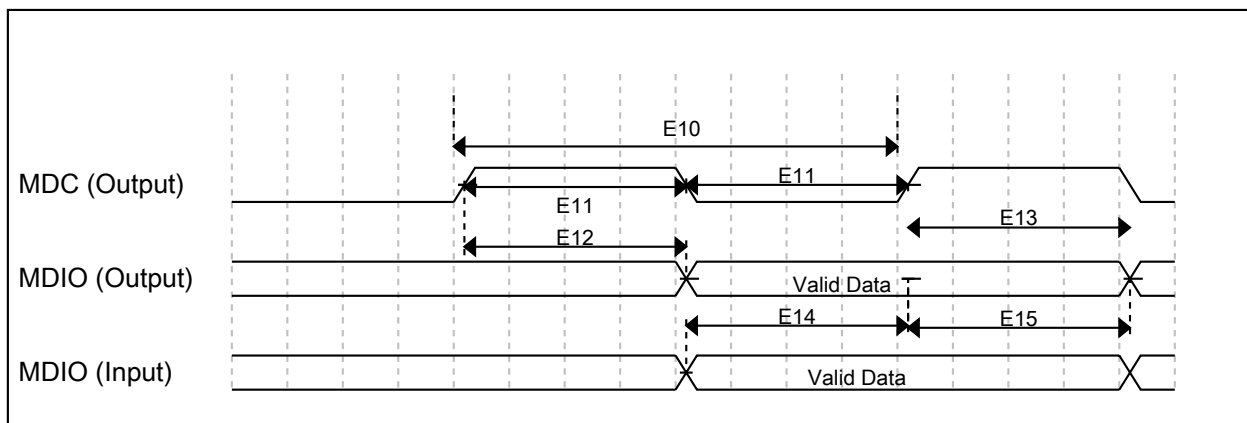 E10
MDC (Output)
E11
E11
E13
E12
MDIO (Output)
Valid Data
E14
E15
MDIO (Input)
Valid Data